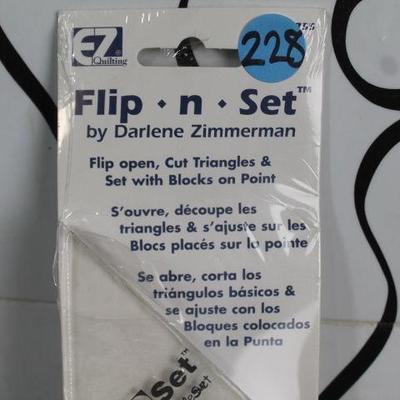 EZ
Quilting
228
Flip · n · Set™
by Darlene Zimmerman
Flip open, Cut Triangles &
Set with Blocks on Point
S'ouvre, découpe les
triangles & s'ajuste sur les
Blocs placés sur la pointe
Se abre, corta los
triángulos básicos &
se ajuste con los
Bloques colocados
en la Punta
Set™